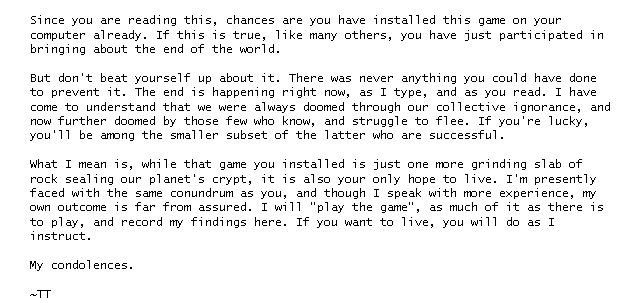 Since you are reading this, chances are you have installed this game on your
computer already. If this is true, like many others, you have just participated in
bringing about the end of the world.
But don't beat yourself up about it. There was never anything you could have done
to prevent it. The end is happening right now, as I type, and as you read. I have
come to understand that we were always doomed through our collective ignorance, and
now further doomed by those few who know, and struggle to flee. If you're lucky,
you'll be among the smaller subset of the latter who are successful.
What I mean is, while that game you installed is just one more grinding slab of
rock sealing our planet's crypt, it is also your only hope to live. I'm presently
faced with the same conundrum as you, and though I speak with more experience, my
own outcome is far from assured. I will "play the game", as much of it as there is
to play, and record my findings here. If you want to live, you will do as I
instruct.
My condolences.
~TT